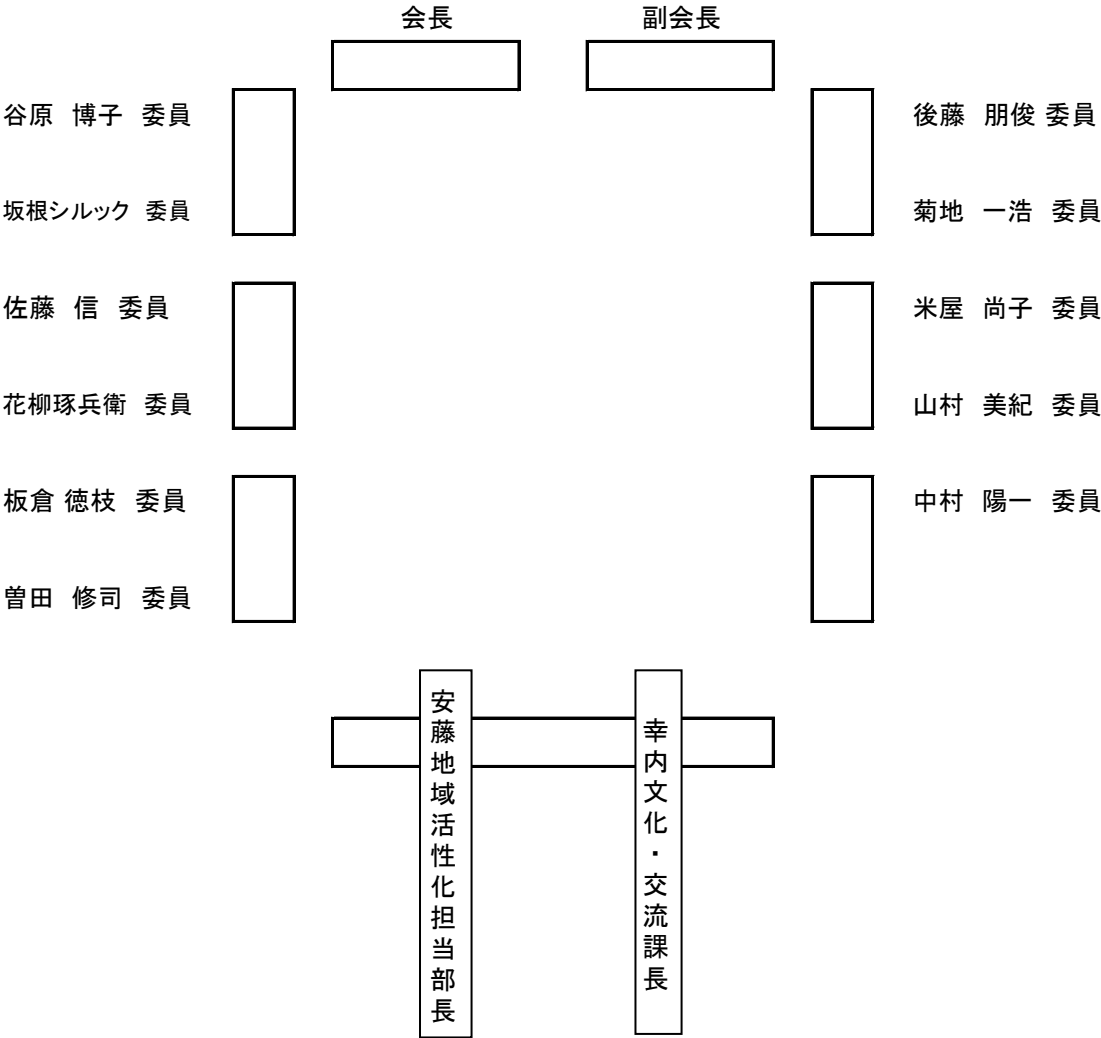 会長 副会長
谷原 博子 委員 後藤 朋俊 委員
坂根シルック 委員 菊地 一浩 委員
佐藤 信 委員 米屋 尚子 委員
花柳琢兵衛 委員 山村 美紀 委員
板倉 徳枝 委員 中村 陽一 委員
曽田 修司 委員
安藤地域活性化担当部長
幸内文化・交流課長